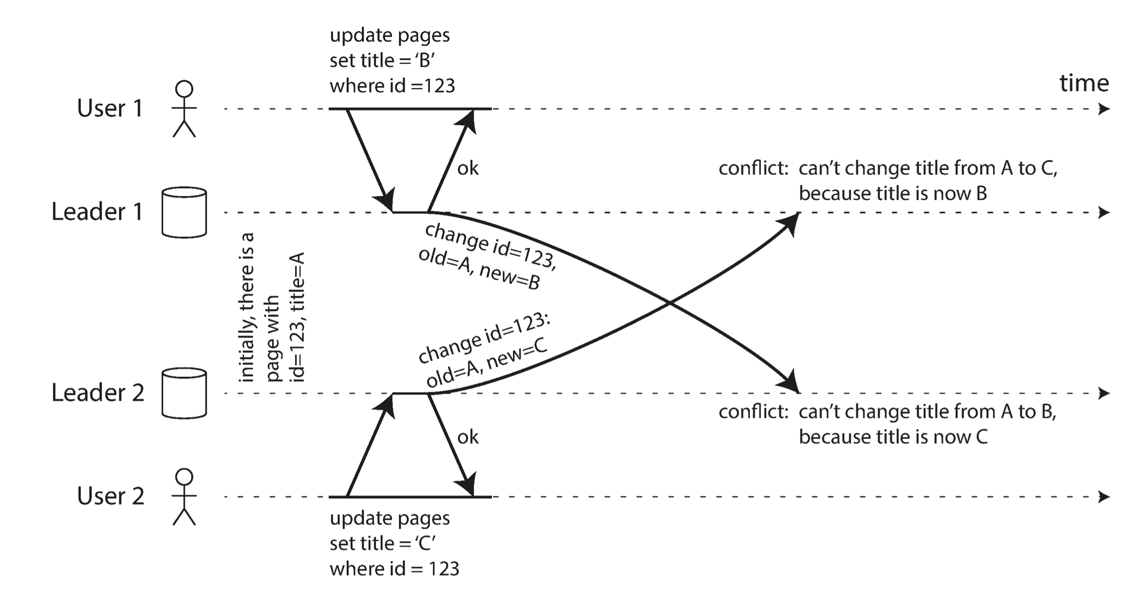 update pages
set title = ‘B’
where id =123
time
User 1
ok
conflict: can’t change title from A to C,
because title is now B
Leader 1
change id=123,
old=A, new=B
initially, there is a
page with
id=123, title=A
change id=123:
old=A, new=C
Leader 2
conflict: can’t change title from A to B,
because title is now C
ok
User 2
update pages
set title = ‘C’
where id = 123